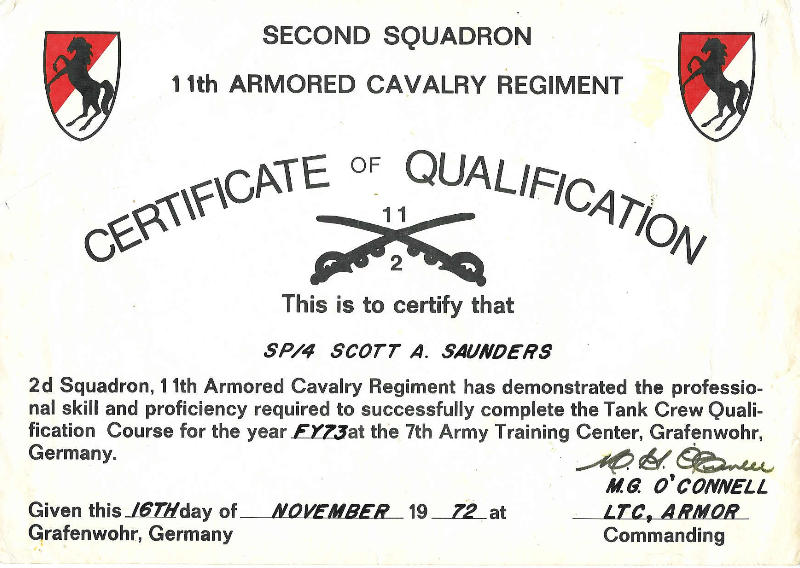 SECOND SQUADRON
11th ARMORED CAVALRY REGIMENT
CERTIFICATE OF QUALIFICATION
11
2
This is to certify that
SP/4 SCOTT A. SAUNDERS
2d Squadron, 11th Armored Cavalry Regiment has demonstrated the professio-
nal skill and proficiency required to successfully complete the Tank Crew Quali-
fication Course for the year FY73 at the 7th Army Training Center, Grafenwohr,
Germany.
M.G. O'CONNELL
Given this 16TH day of NOVEMBER 19 72 at LTC, ARMOR
Grafenwohr, Germany Commanding